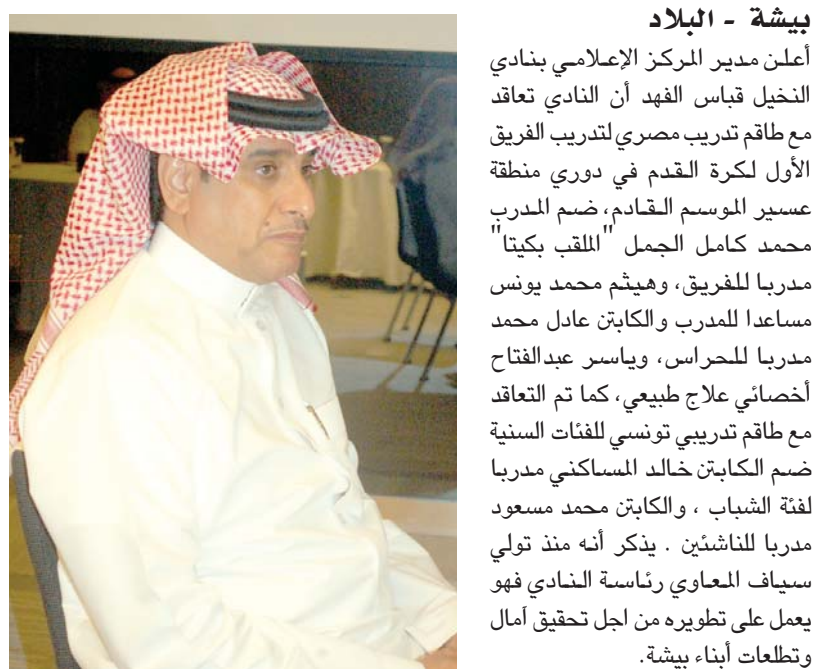 بيشة - البلاد
أعلن مدير المركز الإعلامي بنادي
النخيل قباس الفهد أن النادي تعاقد
مع طاقم تدريب مصري لتدريب الفريق
الأول لكرة القدم في دوري منطقة
عسير الموسم القادم، ضم المدرب
محمد كامل الجمل "الملقب بكيتا"
مدربا للفريق، وهيثم محمد يونس
مساعدا للمدرب والكابتن عادل محمد
مدربا للحراس، وياسر عبدالفتاح
أخصائي علاج طبيعي، كما تم التعاقد
مع طاقم تدريبي تونسي للفئات السنية
ضم الكابتن خالد المساكني مدربا
لفئة الشباب ، والكابتن محمد مسعود
مدربا للناشئين . يذكر أنه منذ تولي
سياف المعاوي رئاسة النادي فهو
يعمل على تطويره من اجل تحقيق آمال
وتطلعات أبناء بيشة.